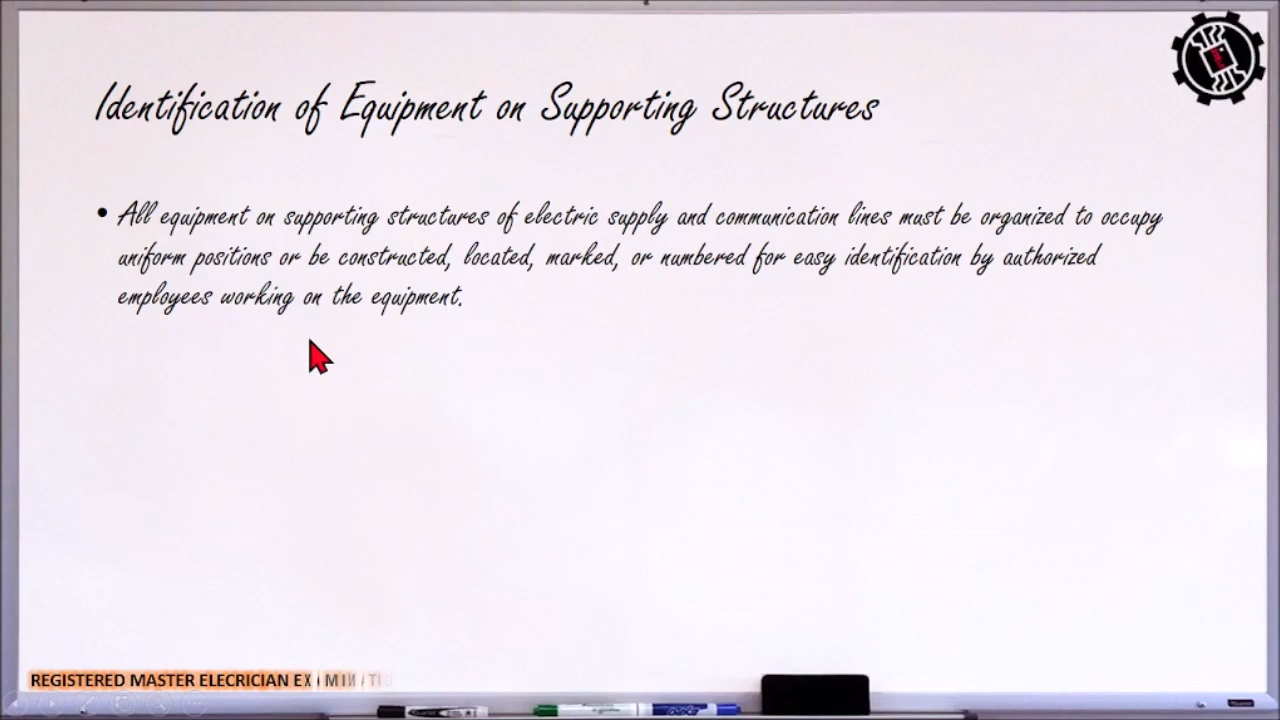 Identification of Equipment on Supporting Structures
• All equipment on supporting structures of electric supply and communication lines must be organized to occupy
uniform positions or be constructed, located, marked, or numbered for easy identification by authorized
employees working on the equipment.
REGISTERED MASTER ELECRICIAN EXAMINATIO